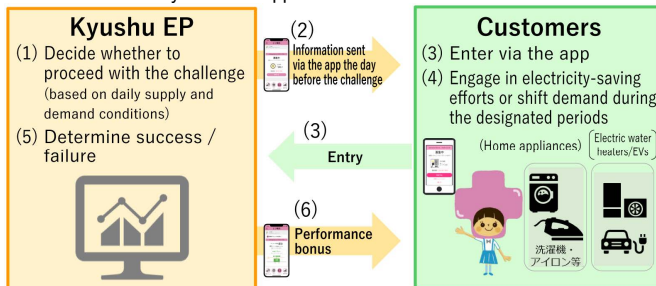 Kyushu EP
(1) Decide whether to
proceed with the challenge
(based on daily supply and
demand conditions)
(5) Determine success /
failure
(2)
Information sent
via the app the day
before the challenge
(3)
Entry
(6)
Performance
bonus
Customers
(3) Enter via the app
(4) Engage in electricity-saving
efforts or shift demand during
the designated periods
(Home appliances)
Electric water
heaters/EVs
洗濯機・
アイロン等